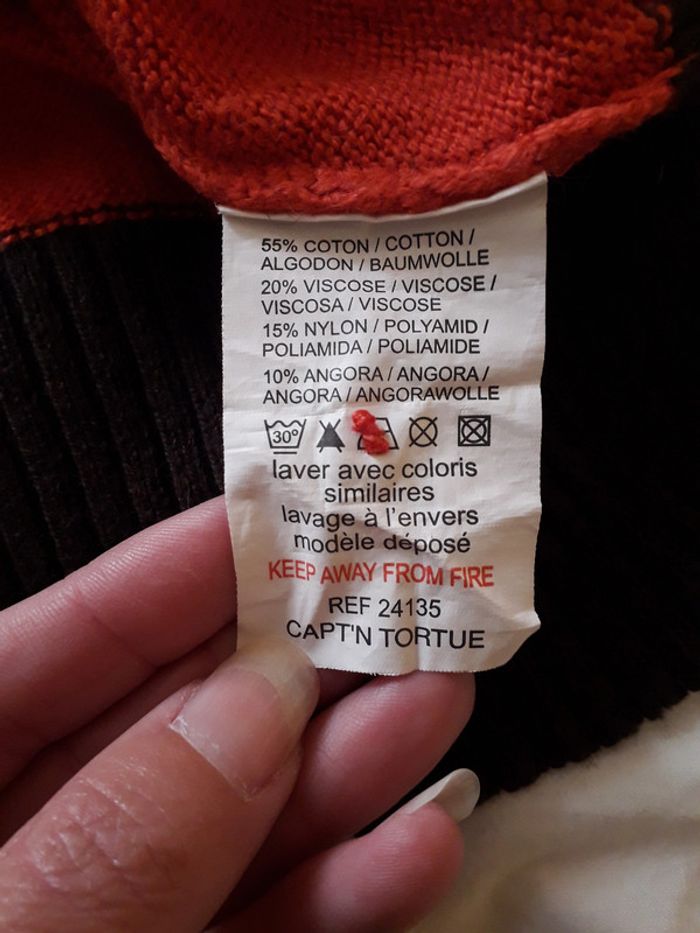 55% COTON / COTTON /
ALGODON / BAUMWOLLE
20% VISCOSE / VISCOSE /
VISCOSA / VISCOSE
15% NYLON / POLYAMID /
POLIAMIDA / POLIAMIDE
10% ANGORA / ANGORA /
ANGORA / ANGORAWOLLE
30°
laver avec coloris
similaires
lavage à l'envers
modèle déposé
KEEP AWAY FROM FIRE
REF 24135
CAPT'N TORTUE